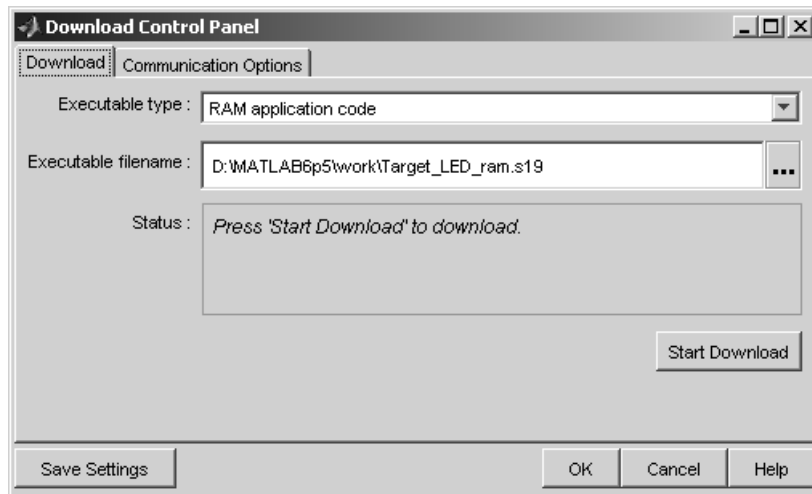 Download Control Panel
Download
Communication Options
Executable type :
RAM application code
Executable filename :
D:\MATLAB6p5\work\Target_LED_ram.s19
...
Status :
Press 'Start Download' to download.
Start Download
Save Settings
OK
Cancel
Help